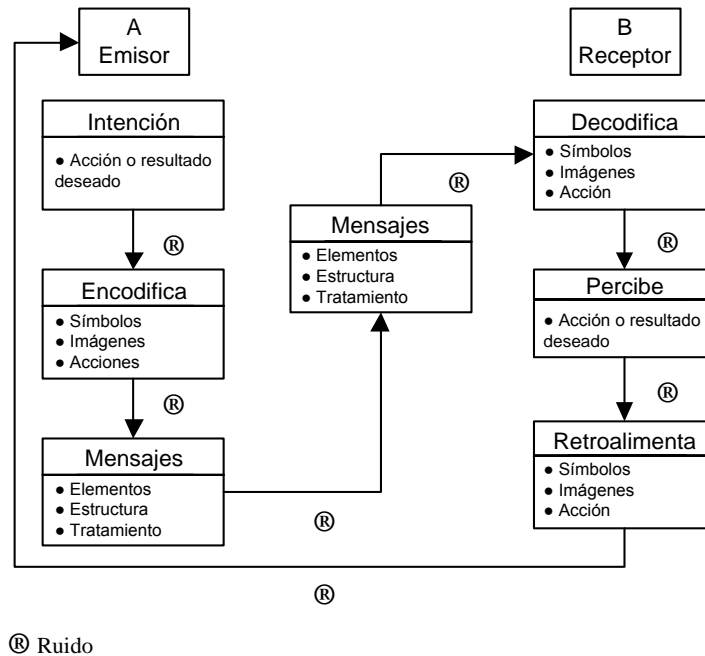 A
Emisor
B
Receptor
Intención
● Acción o resultado
deseado
®
Encodifica
● Símbolos
● Imágenes
● Acciones
®
Mensajes
● Elementos
● Estructura
● Tratamiento
®
Mensajes
● Elementos
● Estructura
● Tratamiento
®
Decodifica
● Símbolos
● Imágenes
● Acción
®
Percibe
● Acción o resultado
deseado
®
Retroalimenta
● Símbolos
● Imágenes
● Acción
®
® Ruido